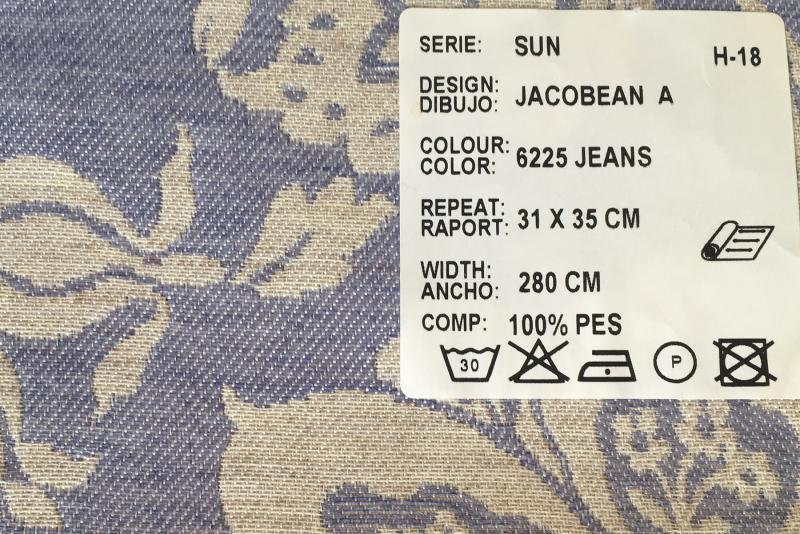 SERIE: SUN H-18
DESIGN:
DIBUJO: JACOBEAN A
COLOUR:
COLOR: 6225 JEANS
REPEAT:
RAPORT: 31 X 35 CM
WIDTH:
ANCHO: 280 CM
COMP: 100% PES
30 P